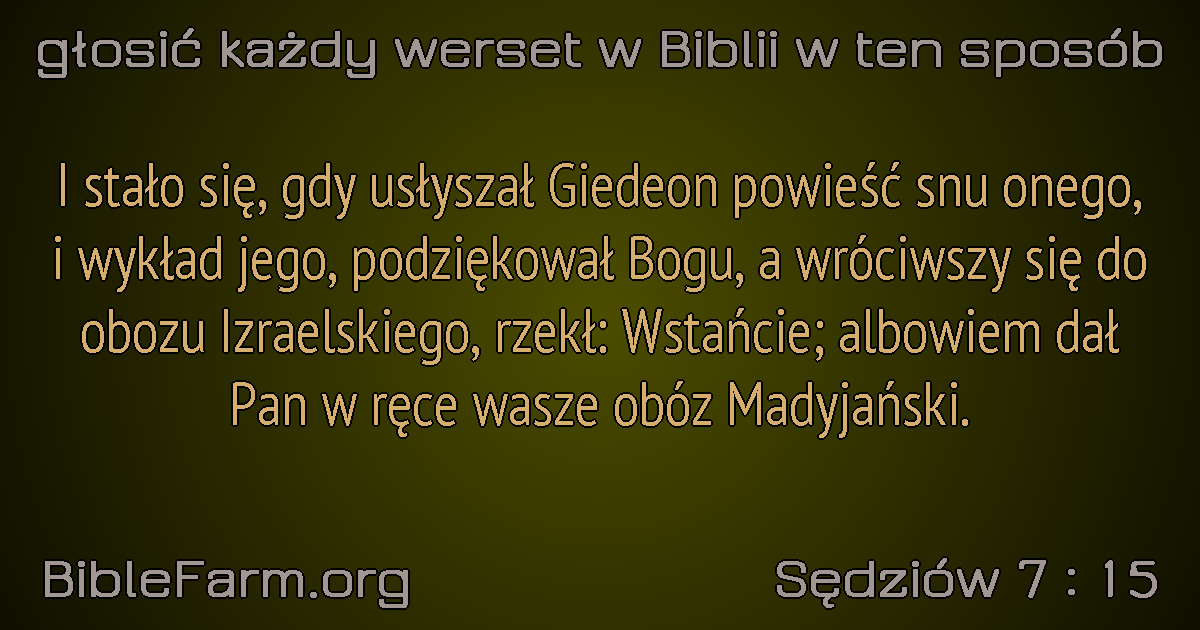 głosić każdy werset w Biblii w ten sposób
I stało się, gdy usłyszał Giedeon powieść snu onego,
i wykład jego, podziękował Bogu, a wróciwszy się do
obozu Izraelskiego, rzekł: Wstańcie; albowiem dał
Pan w ręce wasze obóz Madyjański.
BibleFarm.org
Sędziów 7 : 15